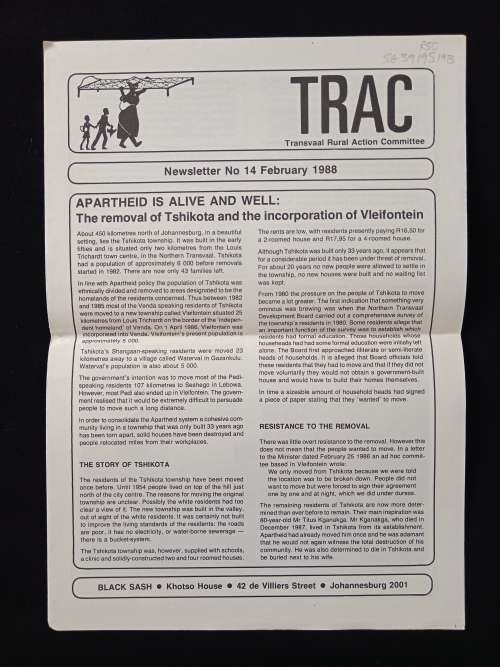 TRAC
Transvaal Rural Action Committee
Newsletter No 14 February 1988
APARTHEID IS ALIVE AND WELL:
The removal of Tshikota and the incorporation of Vleifontein
About 450 kilometres north of Johannesburg, in a beautiful
setting, lies the Tshikota township. It was built in the early
fifties and is situated only two kilometres from the Louis
Trichardt town centre, in the Northern Transvaal. Tshikota
had a population of approximately 6 000 before removals
started in 1982. There are now only 43 families left.
In line with Apartheid policy the population of Tshikota was
ethnically divided and removed to areas designated to be the
homelands of the residents concerned. Thus between 1982
and 1985 most of the Venda speaking residents of Tshikota
were moved to a new township called Vleifontein situated 25
kilometres from Louis Trichardt on the border of the 'indepen-
dent homeland' of Venda. On 1 April 1986, Vleifontein was
incorporated into Venda. Vleifontein's present population is
approximately 5 000.
Tshikota's Shangaan-speaking residents were moved 23
kilometres away to a village called Waterval in Gazankulu.
Waterval's population is also about 5 000.
The government's intention was to move most of the Pedi-
speaking residents 107 kilometres to Seshego in Lebowa.
However, most Pedi also ended up in Vleifontein. The govern-
ment realised that it would be extremely difficult to persuade
people to move such a long distance.
In order to consolidate the Apartheid system a cohesive com-
munity living in a township that was only built 33 years ago
has been torn apart, solid houses have been destroyed and
people relocated miles from their workplaces.
THE STORY OF TSHIKOTA
The residents of the Tshikota township have been moved
once before. Until 1954 people lived on top of the hill just
north of the city centre. The reasons for moving the original
township are unclear. Possibly the white residents had too
clear a view of it. The new township was built in the valley,
out of sight of the white residents. It was certainly not built
to improve the living standards of the residents: the roads
are poor, it has no electricity, or water-borne sewerage —
there is a bucket-system.
The Tshikota township was, however, supplied with schools,
a clinic and solidly-constructed two and four roomed houses.
The rents are low, with residents presently paying R16,50 for
a 2-roomed house and R17,95 for a 4-roomed house.
Although Tshikota was built only 33 years ago, it appears that
for a considerable period it has been under threat of removal.
For about 20 years no new people were allowed to settle in
the township, no new houses were built and no waiting list
was kept.
From 1980 the pressure on the people of Tshikota to move
became a lot greater. The first indication that something very
ominous was brewing was when the Northern Transvaal
Development Board carried out a comprehensive survey of
the township's residents in 1980. Some residents allege that
an important function of the survey was to establish which
residents had formal education. Those households whose
householeads had had some formal education were initially left
alone. The Board first approached illiterate or semi-literate
heads of households. It is alleged that Board officials told
these residents that they had to move and that if they did not
move voluntarily they would not obtain a government-built
house and would have to build their homes themselves.
In time a sizeable amount of household heads had signed
a piece of paper stating that they "wanted" to move.
RESISTANCE TO THE REMOVAL
There was little overt resistance to the removal. However this
does not mean that the people wanted to move. In a letter
to the Minister dated February 25 1986 an ad hoc commit-
tee based in Vleifontein wrote:
We only moved from Tshikota because we were told
the location was to be broken down. People did not
want to move but were forced to sign their agreement
one by one and at night, which we did under duress.
The remaining residents of Tshikota are now more deter-
mined than ever before to remain. Their main inspiration was
80-year-old Mr Titus Kganakga. Mr Kganakga, who died in
December 1987, lived in Tshikota from its establishment.
Apartheid had already moved him once and he was adamant
that he would not again witness the total destruction of his
community. He was also determined to die in Tshikota and
be buried next to his wife.
BLACK SASH ● Khotso House ● 42 de Villiers Street ● Johannesburg 2001